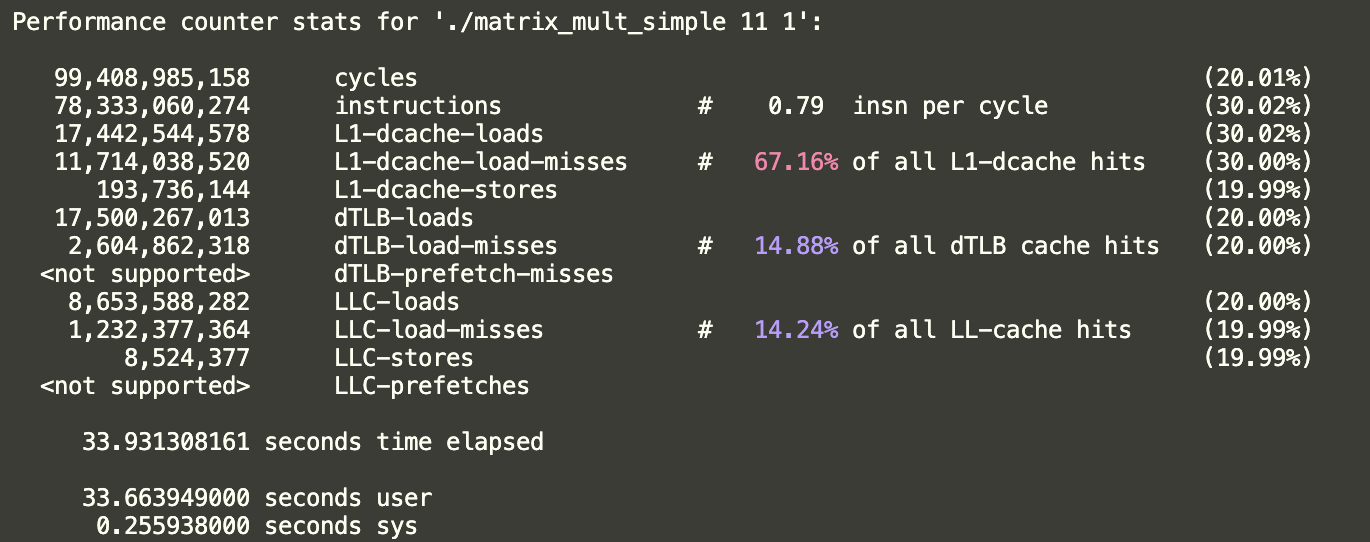 Performance counter stats for './matrix_mult_simple 11 1':
99,408,985,158 cycles (20.01%)
78,333,060,274 instructions # 0.79 insn per cycle (30.02%)
17,442,544,578 L1-dcache-loads (30.02%)
11,714,038,520 L1-dcache-load-misses # 67.16% of all L1-dcache hits (30.00%)
193,736,144 L1-dcache-stores (19.99%)
17,500,267,013 dTLB-loads (20.00%)
2,604,862,318 dTLB-load-misses # 14.88% of all dTLB cache hits (20.00%)
<not supported> dTLB-prefetch-misses
8,653,588,282 LLC-loads (20.00%)
1,232,377,364 LLC-load-misses # 14.24% of all LL-cache hits (19.99%)
8,524,377 LLC-stores (19.99%)
<not supported> LLC-prefetches
33.931308161 seconds time elapsed
33.663949000 seconds user
0.255938000 seconds sys